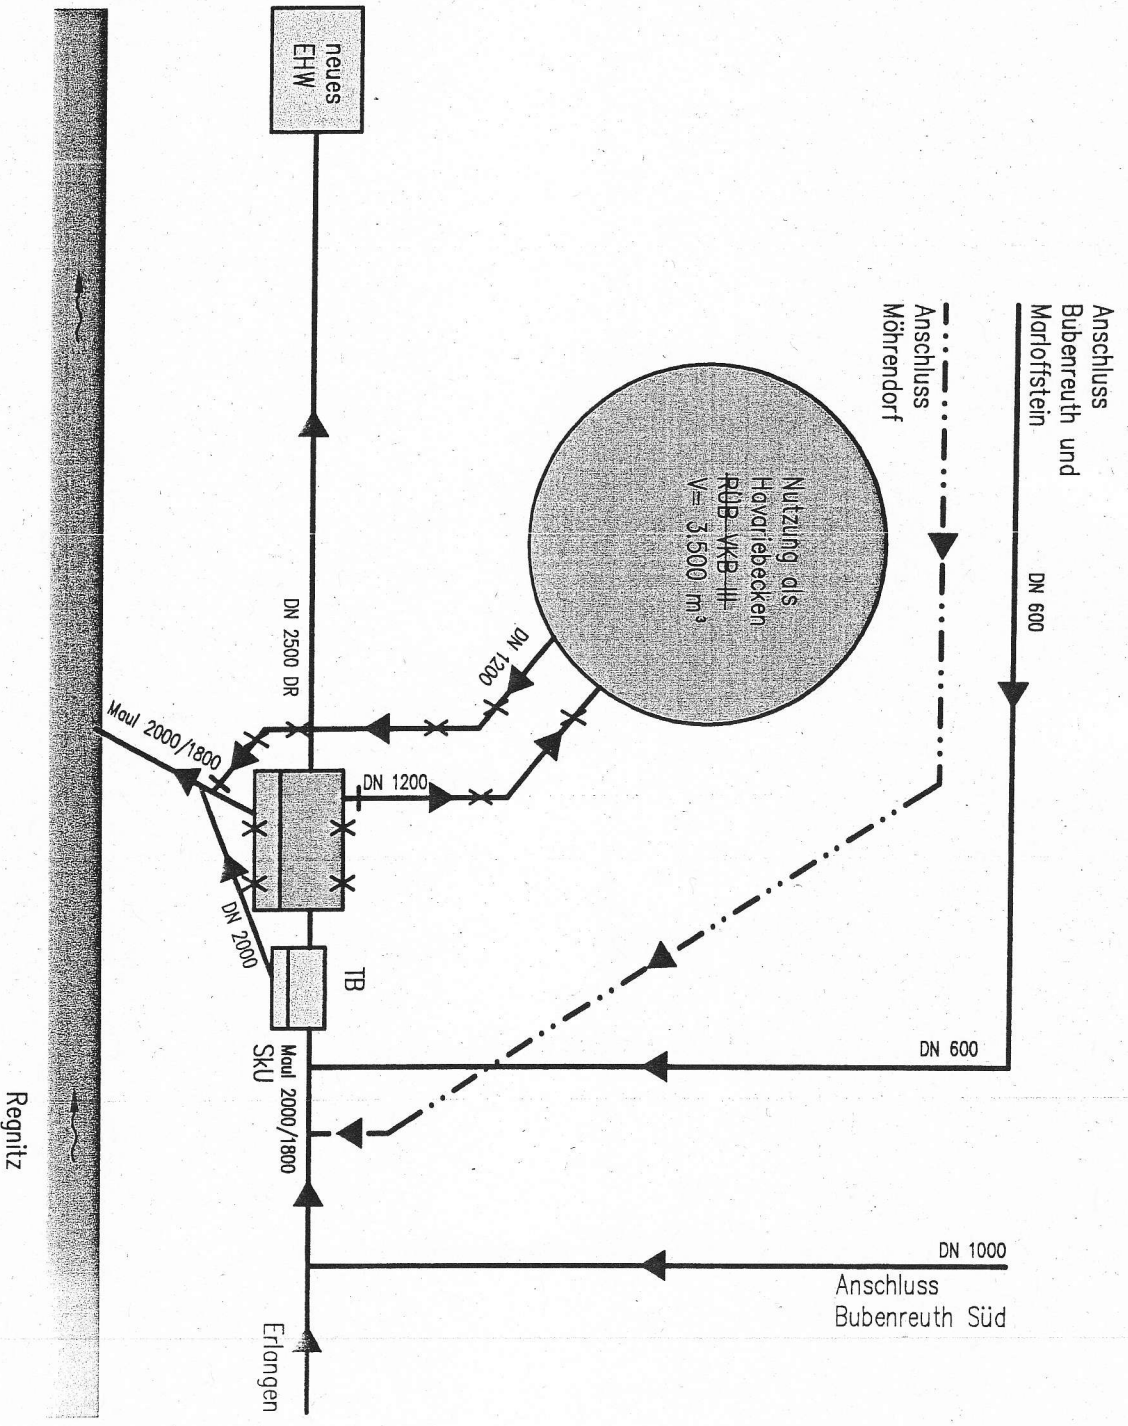 neues
EHW
Anschluss
Bubenreuth und
Marloffstein
DN 600
Anschluss
Möhrendorf
Nutzung als
Havariebecken
RÜB VKB III
V= 3.500 m³
DN 1200
DN 2500 DR
Maul 2000/1800
DN 1200
DN 2000
TB
DN 600
Maul 2000/1800
SKU
DN 1000
Anschluss
Bubenreuth Süd
Erlangen
Regnitz